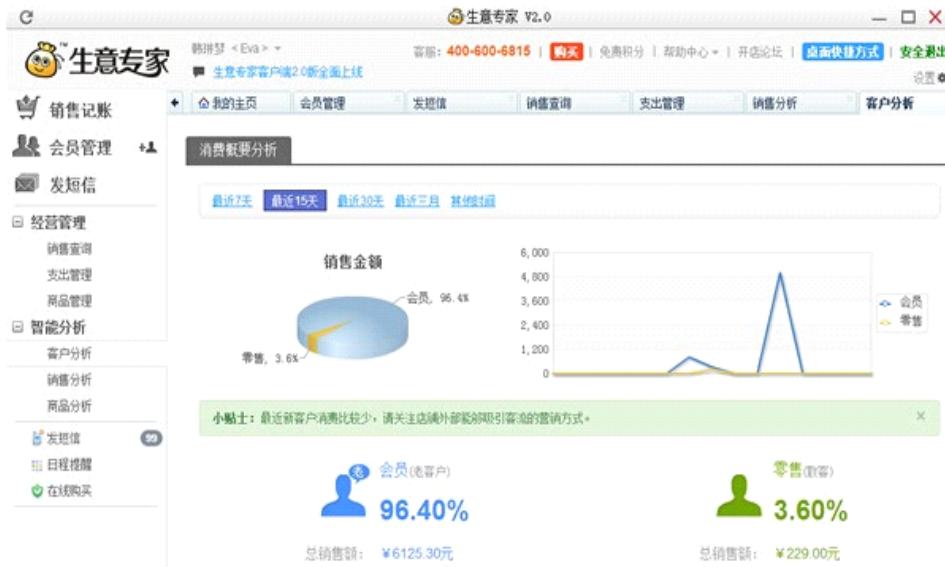 生意专家 V2.0
生意专家
韩琳梦 <Eva>
客服：400-600-6815 | 购买 | 免费积分 | 帮助中心 | 开店论坛 | 桌面快捷方式 | 安全退出
生意专家客户端2.0版全面上线
设置
销售记账
会员管理
发短信
我的主页 会员管理 发短信 销售查询 支出管理 销售分析 客户分析
经营管理
销售查询
支出管理
商品管理
智能分析
客户分析
销售分析
商品分析
发短信 99
日程提醒
在线购买
消费概要分析
最近7天 最近15天 最近30天 最近三月 其他时间
销售金额
会员, 96.4%
零售, 3.6%
6,000
4,800
3,600
2,400
1,200
0
会员
零售
小贴士：最近新客户消费比较少，请关注店铺外部能够吸引客流的营销方式。
老 会员(老客户)
96.40%
总销售额： ￥6125.30元
零售(散客)
3.60%
总销售额： ￥229.00元